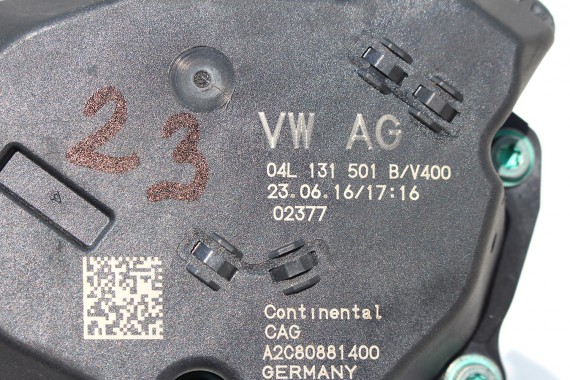 23
VW AG
04L 131 501 B/V400
23.06.16/17:16
02377
Continental
CAG
A2C80881400
GERMANY